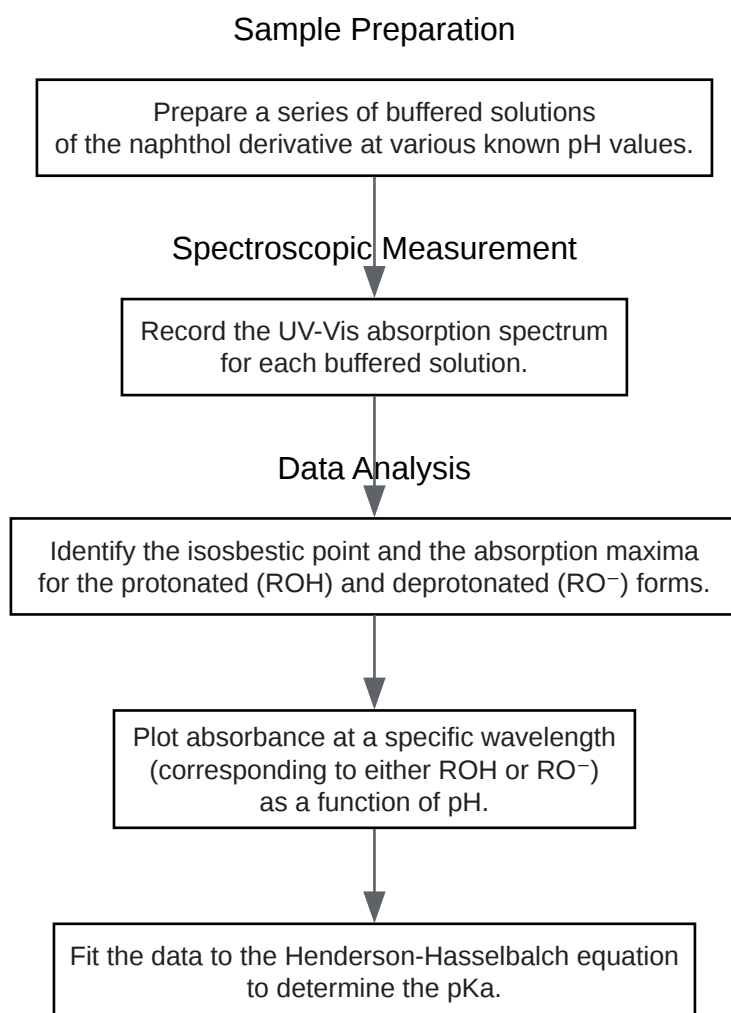 Sample Preparation
Prepare a series of buffered solutions
of the naphthol derivative at various known pH values.
Spectroscopic Measurement
Record the UV-Vis absorption spectrum
for each buffered solution.
Data Analysis
Identify the isosbestic point and the absorption maxima
for the protonated (ROH) and deprotonated (RO⁻) forms.
Plot absorbance at a specific wavelength
(corresponding to either ROH or RO⁻)
as a function of pH.
Fit the data to the Henderson-Hasselbalch equation
to determine the pKa.